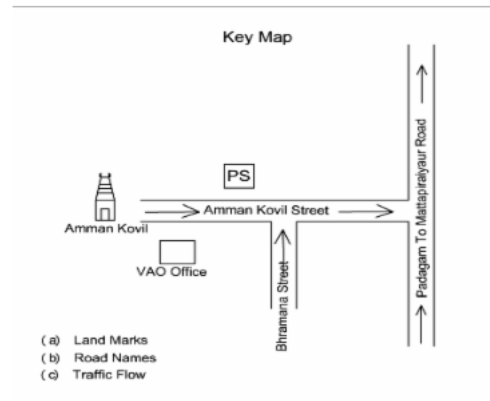 Key Map
PS
Amman Kovil Street
Amman Kovil
VAO Office
Bhramana Street
Padagam To Mattapiraiyaur Road
(a) Land Marks
(b) Road Names
(c) Traffic Flow